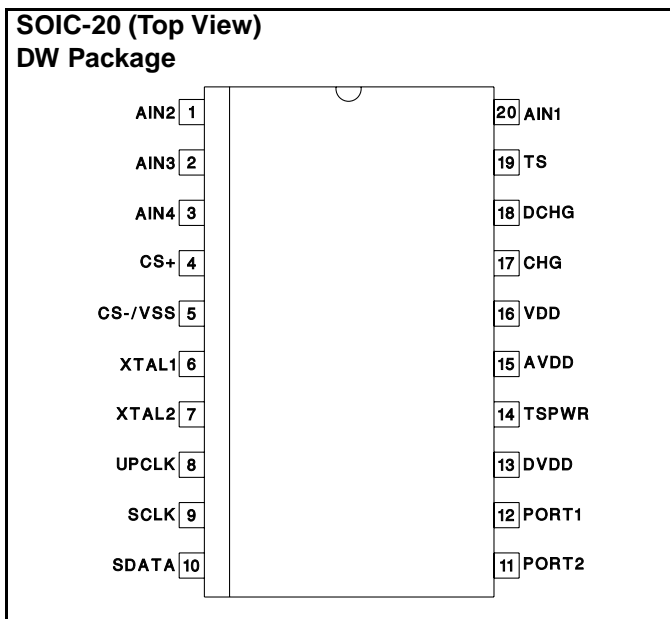 SOIC-20 (Top View)
DW Package
AIN2 1
20 AIN1
AIN3 2
19 TS
AIN4 3
18 DCHG
CS+ 4
17 CHG
CS-/VSS 5
16 VDD
XTAL1 6
15 AVDD
XTAL2 7
14 TSPWR
UPCLK 8
13 DVDD
SCLK 9
12 PORT1
SDATA 10
11 PORT2